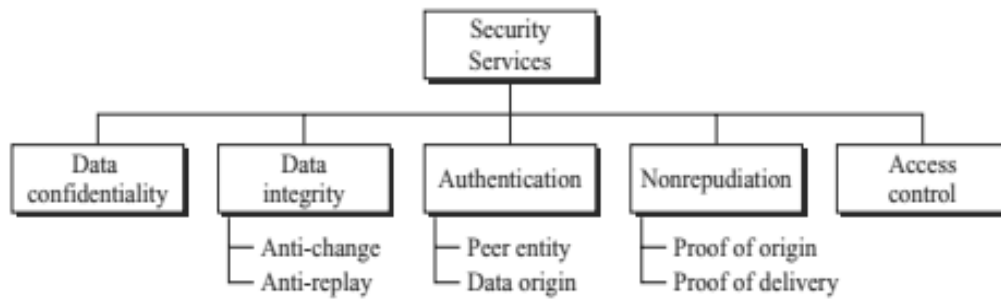 Security
Services
Data
confidentiality
Data
integrity
Authentication
Nonrepudiation
Access
control
Anti-change
Anti-replay
Peer entity
Data origin
Proof of origin
Proof of delivery